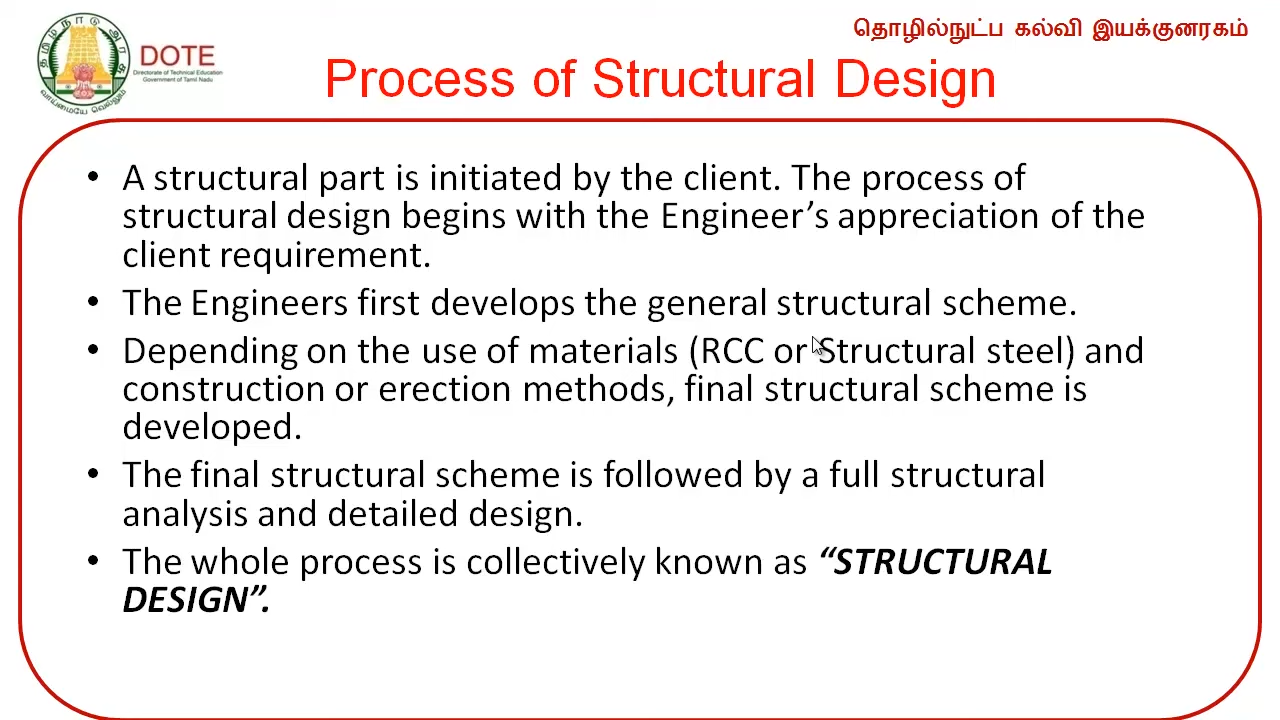 தொழில்நுட்ப கல்வி இயக்குனரகம்
தமிழ்நாடு அரசு
வாய்மையே வெல்லும்
DOTE
Directorate of Technical Education
Government of Tamil Nadu
Process of Structural Design
• A structural part is initiated by the client. The process of
structural design begins with the Engineer’s appreciation of the
client requirement.
• The Engineers first develops the general structural scheme.
• Depending on the use of materials (RCC or Structural steel) and
construction or erection methods, final structural scheme is
developed.
• The final structural scheme is followed by a full structural
analysis and detailed design.
• The whole process is collectively known as “STRUCTURAL
DESIGN”.